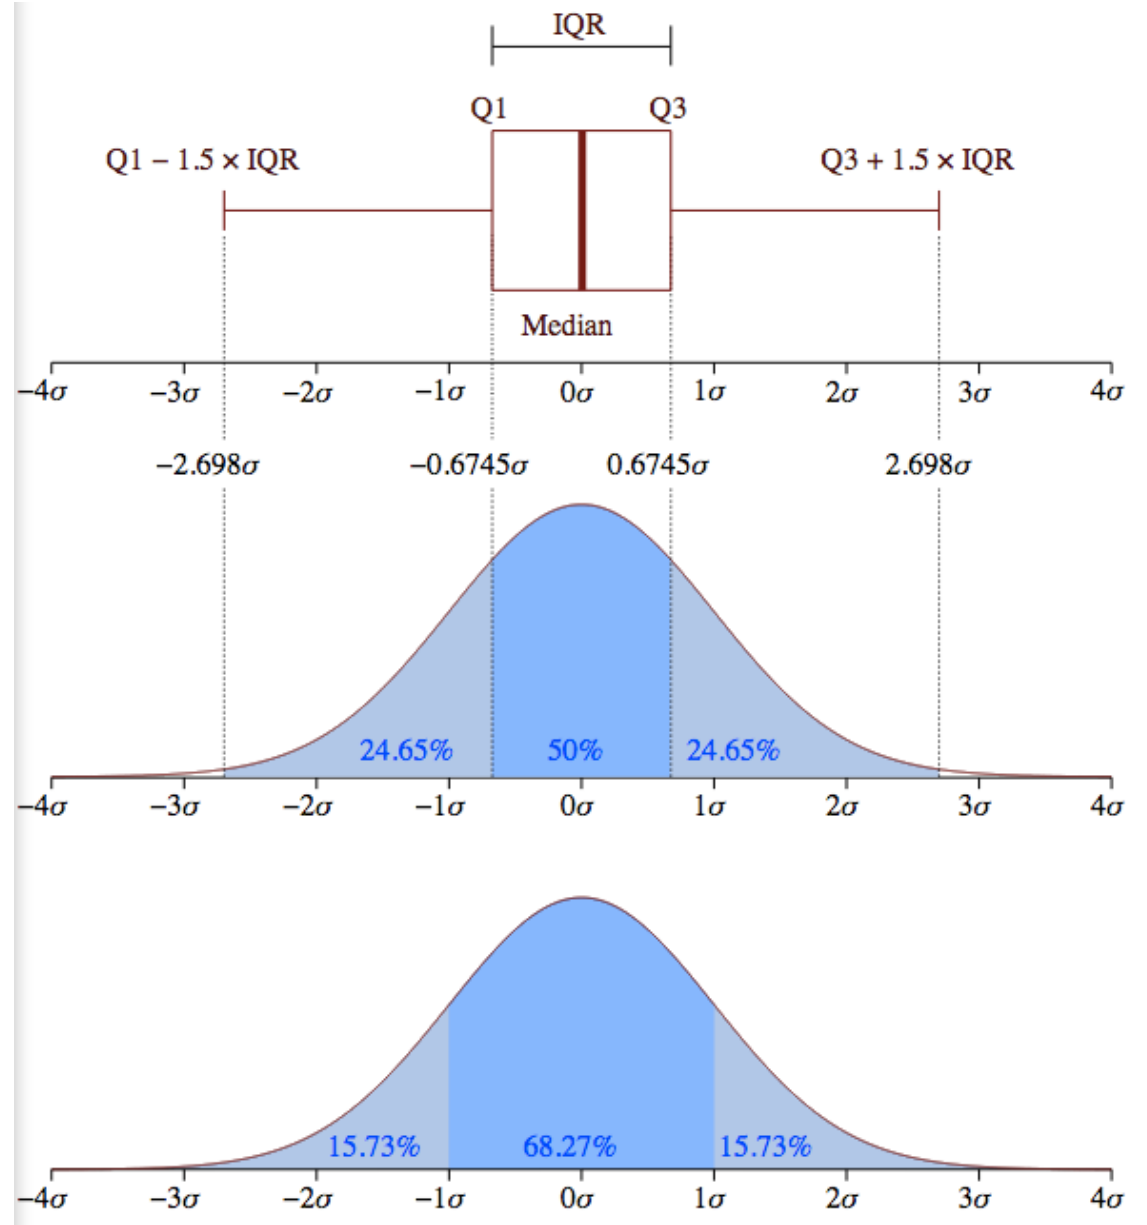 IQR
Q1 Q3
Q1 − 1.5 × IQR Q3 + 1.5 × IQR
Median
−4σ −3σ −2σ −1σ 0σ 1σ 2σ 3σ 4σ
−2.698σ −0.6745σ 0.6745σ 2.698σ
24.65% 50% 24.65%
−4σ −3σ −2σ −1σ 0σ 1σ 2σ 3σ 4σ
15.73% 68.27% 15.73%
−4σ −3σ −2σ −1σ 0σ 1σ 2σ 3σ 4σ